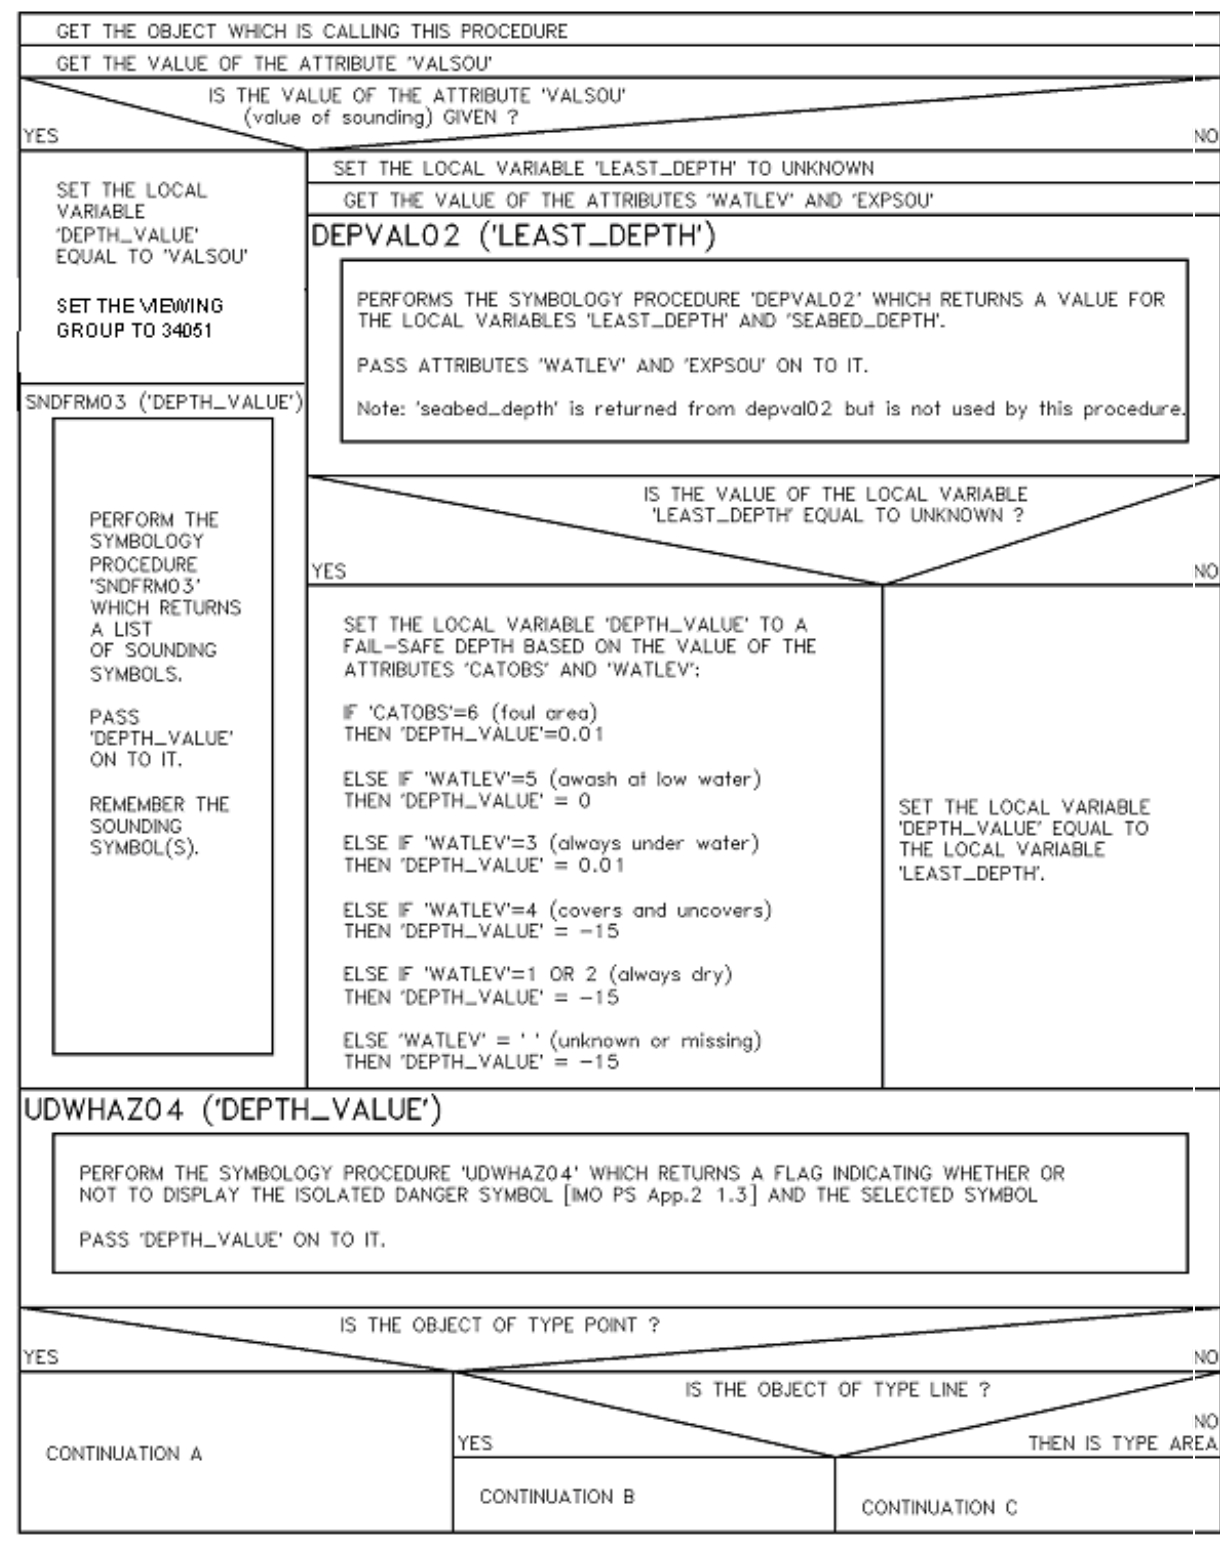 GET THE OBJECT WHICH IS CALLING THIS PROCEDURE
GET THE VALUE OF THE ATTRIBUTE 'VALSOU'
IS THE VALUE OF THE ATTRIBUTE 'VALSOU'
(value of sounding) GIVEN ?
YES
NO
SET THE LOCAL
VARIABLE
'DEPTH_VALUE'
EQUAL TO 'VALSOU'
SET THE VIEWING
GROUP TO 34051
SNDFRM03 ('DEPTH_VALUE')
PERFORM THE
SYMBOLOGY
PROCEDURE
'SNDFRM03'
WHICH RETURNS
A LIST
OF SOUNDING
SYMBOLS.
PASS
'DEPTH_VALUE'
ON TO IT.
REMEMBER THE
SOUNDING
SYMBOL(S).
SET THE LOCAL VARIABLE 'LEAST_DEPTH' TO UNKNOWN
GET THE VALUE OF THE ATTRIBUTES 'WATLEV' AND 'EXPSOU'
DEPVAL02 ('LEAST_DEPTH')
PERFORMS THE SYMBOLOGY PROCEDURE 'DEPVAL02' WHICH RETURNS A VALUE FOR
THE LOCAL VARIABLES 'LEAST_DEPTH' AND 'SEABED_DEPTH'.
PASS ATTRIBUTES 'WATLEV' AND 'EXPSOU' ON TO IT.
Note: 'seabed_depth' is returned from depval02 but is not used by this procedure.
IS THE VALUE OF THE LOCAL VARIABLE
'LEAST_DEPTH' EQUAL TO UNKNOWN ?
YES
NO
SET THE LOCAL VARIABLE 'DEPTH_VALUE' TO A
FAIL-SAFE DEPTH BASED ON THE VALUE OF THE
ATTRIBUTES 'CATOBS' AND 'WATLEV':
IF 'CATOBS'=6 (foul area)
THEN 'DEPTH_VALUE'=0.01
ELSE IF 'WATLEV'=5 (awash at low water)
THEN 'DEPTH_VALUE' = 0
ELSE IF 'WATLEV'=3 (always under water)
THEN 'DEPTH_VALUE' = 0.01
ELSE IF 'WATLEV'=4 (covers and uncovers)
THEN 'DEPTH_VALUE' = -15
ELSE IF 'WATLEV'=1 OR 2 (always dry)
THEN 'DEPTH_VALUE' = -15
ELSE 'WATLEV' = ' ' (unknown or missing)
THEN 'DEPTH_VALUE' = -15
SET THE LOCAL VARIABLE
'DEPTH_VALUE' EQUAL TO
THE LOCAL VARIABLE
'LEAST_DEPTH'.
UDWHAZ04 ('DEPTH_VALUE')
PERFORM THE SYMBOLOGY PROCEDURE 'UDWHAZ04' WHICH RETURNS A FLAG INDICATING WHETHER OR
NOT TO DISPLAY THE ISOLATED DANGER SYMBOL [IMO PS App.2 1.3] AND THE SELECTED SYMBOL
PASS 'DEPTH_VALUE' ON TO IT.
IS THE OBJECT OF TYPE POINT ?
YES
NO
IS THE OBJECT OF TYPE LINE ?
YES
NO
THEN IS TYPE AREA
CONTINUATION A
CONTINUATION B
CONTINUATION C